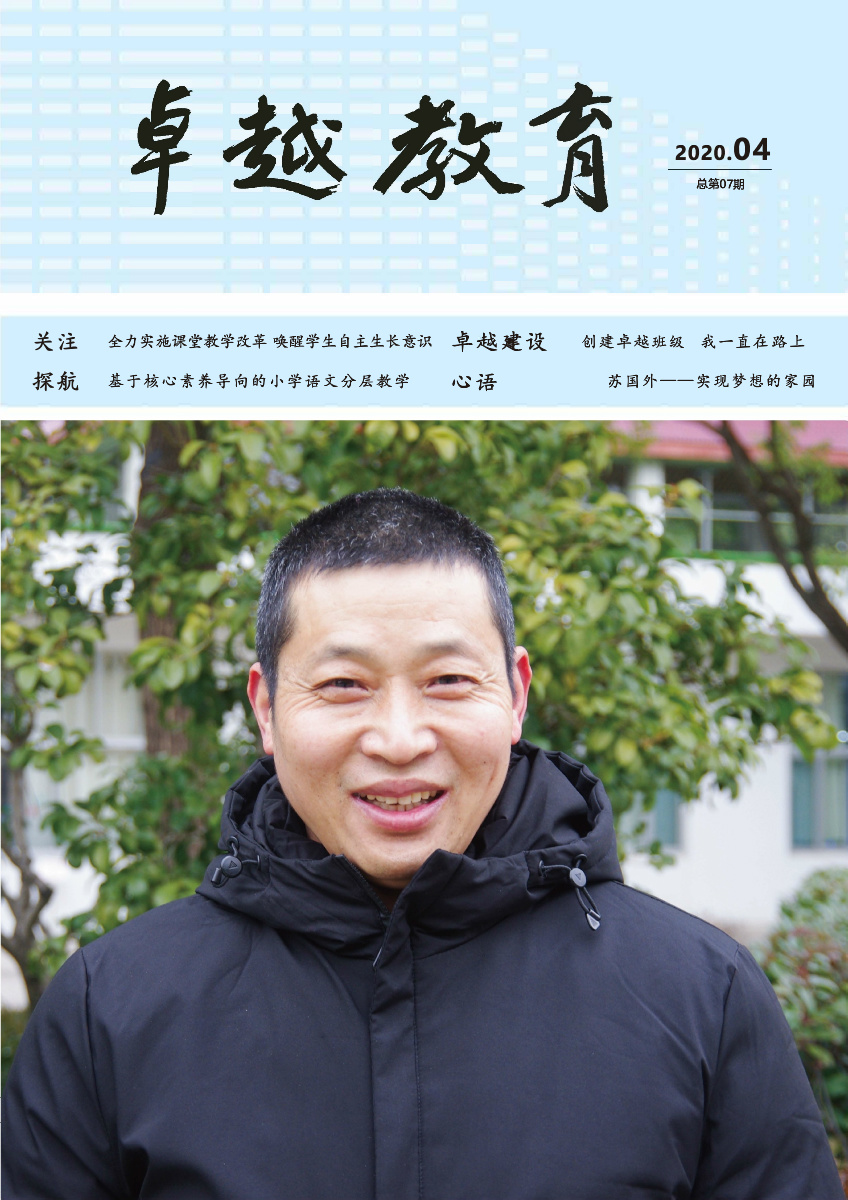 卓越教育
2020.04
总第07期
关注 全力实施课堂教学改革 唤醒学生自主生长意识 卓越建设 创建卓越班级 我一直在路上
探航 基于核心素养导向的小学语文分层教学 心语 苏国外——实现梦想的家园